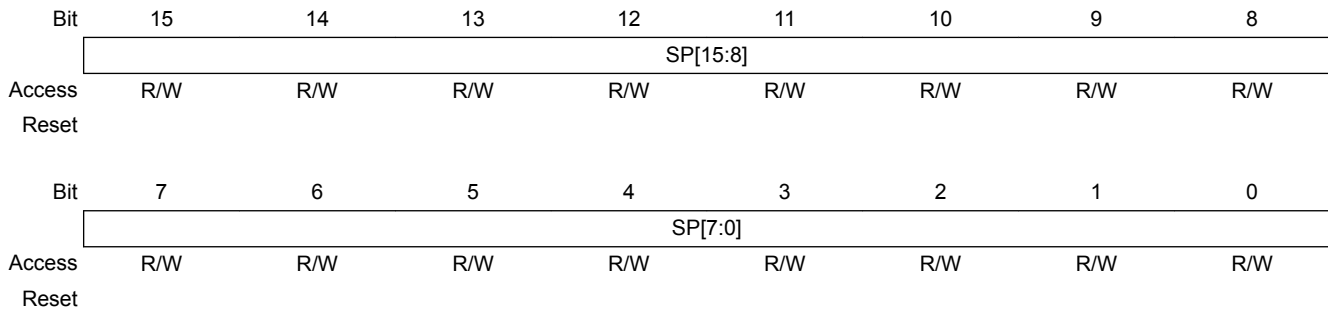 Bit 15 14 13 12 11 10 9 8
SP[15:8]
Access R/W R/W R/W R/W R/W R/W R/W R/W
Reset
Bit 7 6 5 4 3 2 1 0
SP[7:0]
Access R/W R/W R/W R/W R/W R/W R/W R/W
Reset